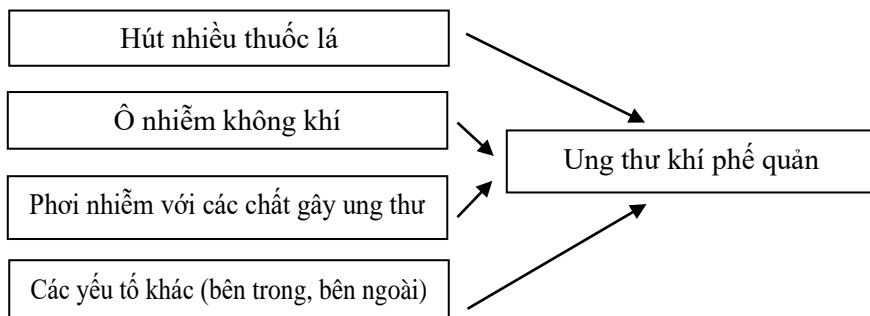 Hút nhiều thuốc lá
Ô nhiễm không khí
Ung thư khí phế quản
Phơi nhiễm với các chất gây ung thư
Các yếu tố khác (bên trong, bên ngoài)